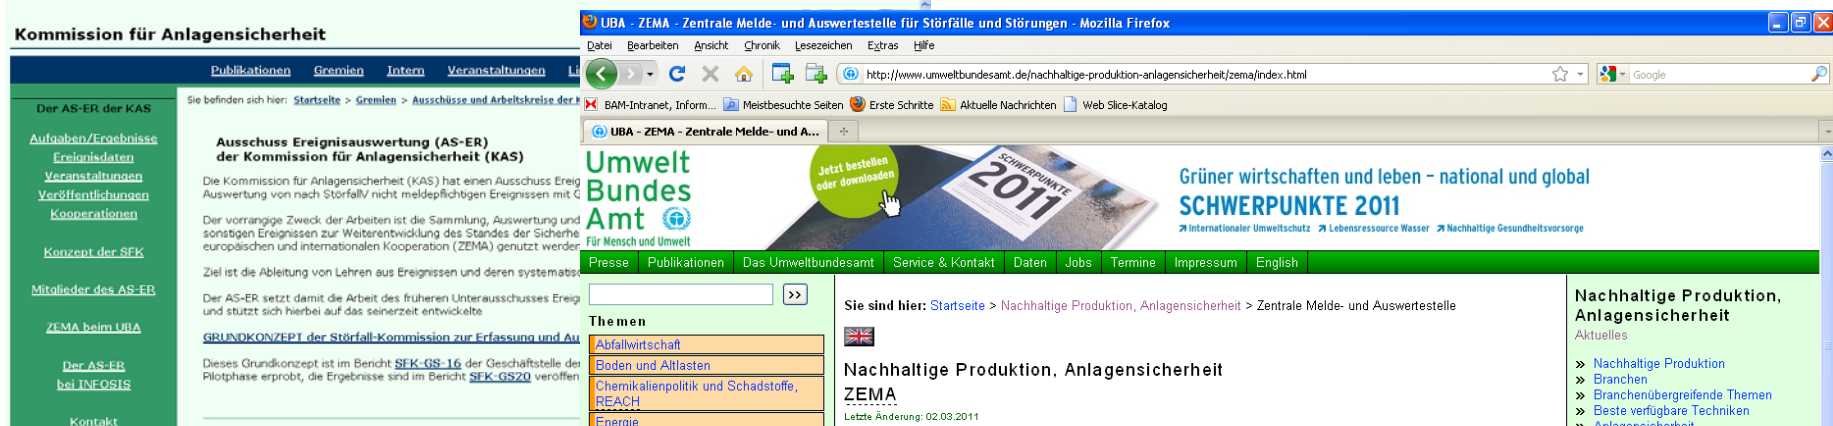 Kommission für Anlagensicherheit
Publikationen Gremien Intern Veranstaltungen Li
Der AS-ER der KAS
Aufgaben/Ergebnisse
Ereignisdaten
Veranstaltungen
Veröffentlichungen
Kooperationen
Konzept der SFK
Mitglieder des AS-ER
ZEMA beim UBA
Der AS-ER
bei INFOSIS
Kontakt
Sie befinden sich hier: Startseite > Gremien > Ausschüsse und Arbeitskreise der K
Ausschuss Ereignisauswertung (AS-ER)
der Kommission für Anlagensicherheit (KAS)
Die Kommission für Anlagensicherheit (KAS) hat einen Ausschuss Ereig
Auswertung von nach StörfallV nicht meldepflichtigen Ereignissen mit G
Der vorrangige Zweck der Arbeiten ist die Sammlung, Auswertung und
sonstigen Ereignissen zur Weiterentwicklung des Standes der Sicherhe
europäischen und internationalen Kooperation (ZEMA) genutzt werden
Ziel ist die Ableitung von Lehren aus Ereignissen und deren systematisc
Der AS-ER setzt damit die Arbeit des früheren Unterausschusses Ereig
und stützt sich hierbei auf das seinerzeit entwickelte
GRUNDKONZEPT der Störfall-Kommission zur Erfassung und Au
Dieses Grundkonzept ist im Bericht SFK-GS-16 der Geschäftstelle der
Pilotphase erprobt, die Ergebnisse sind im Bericht SFK-GS20 veröffen
UBA - ZEMA - Zentrale Melde- und Auswertestelle für Störfälle und Störungen - Mozilla Firefox
Datei Bearbeiten Ansicht Chronik Lesezeichen Extras Hilfe
http://www.umweltbundesamt.de/nachhaltige-produktion-anlagensicherheit/zema/index.html
Google
BAM-Intranet, Inform... Meistbesuchte Seiten Erste Schritte Aktuelle Nachrichten Web Slice-Katalog
UBA - ZEMA - Zentrale Melde- und A...
Umwelt
Bundes
Amt
Für Mensch und Umwelt
Jetzt bestellen
oder downloaden
SCHWERPUNKTE
2011
Grüner wirtschaften und leben – national und global
SCHWERPUNKTE 2011
Internationaler Umweltschutz Lebensressource Wasser Nachhaltige Gesundheitsvorsorge
Presse Publikationen Das Umweltbundesamt Service & Kontakt Daten Jobs Termine Impressum English
>>
Themen
Abfallwirtschaft
Boden und Altlasten
Chemikalienpolitik und Schadstoffe,
REACH
Energie
Sie sind hier: Startseite > Nachhaltige Produktion, Anlagensicherheit > Zentrale Melde- und Auswertestelle
Nachhaltige Produktion, Anlagensicherheit
ZEMA
Letzte Änderung: 02.03.2011
Nachhaltige Produktion,
Anlagensicherheit
Aktuelles
» Nachhaltige Produktion
» Branchen
» Branchenübergreifende Themen
» Beste verfügbare Techniken
» Anlagensicherheit